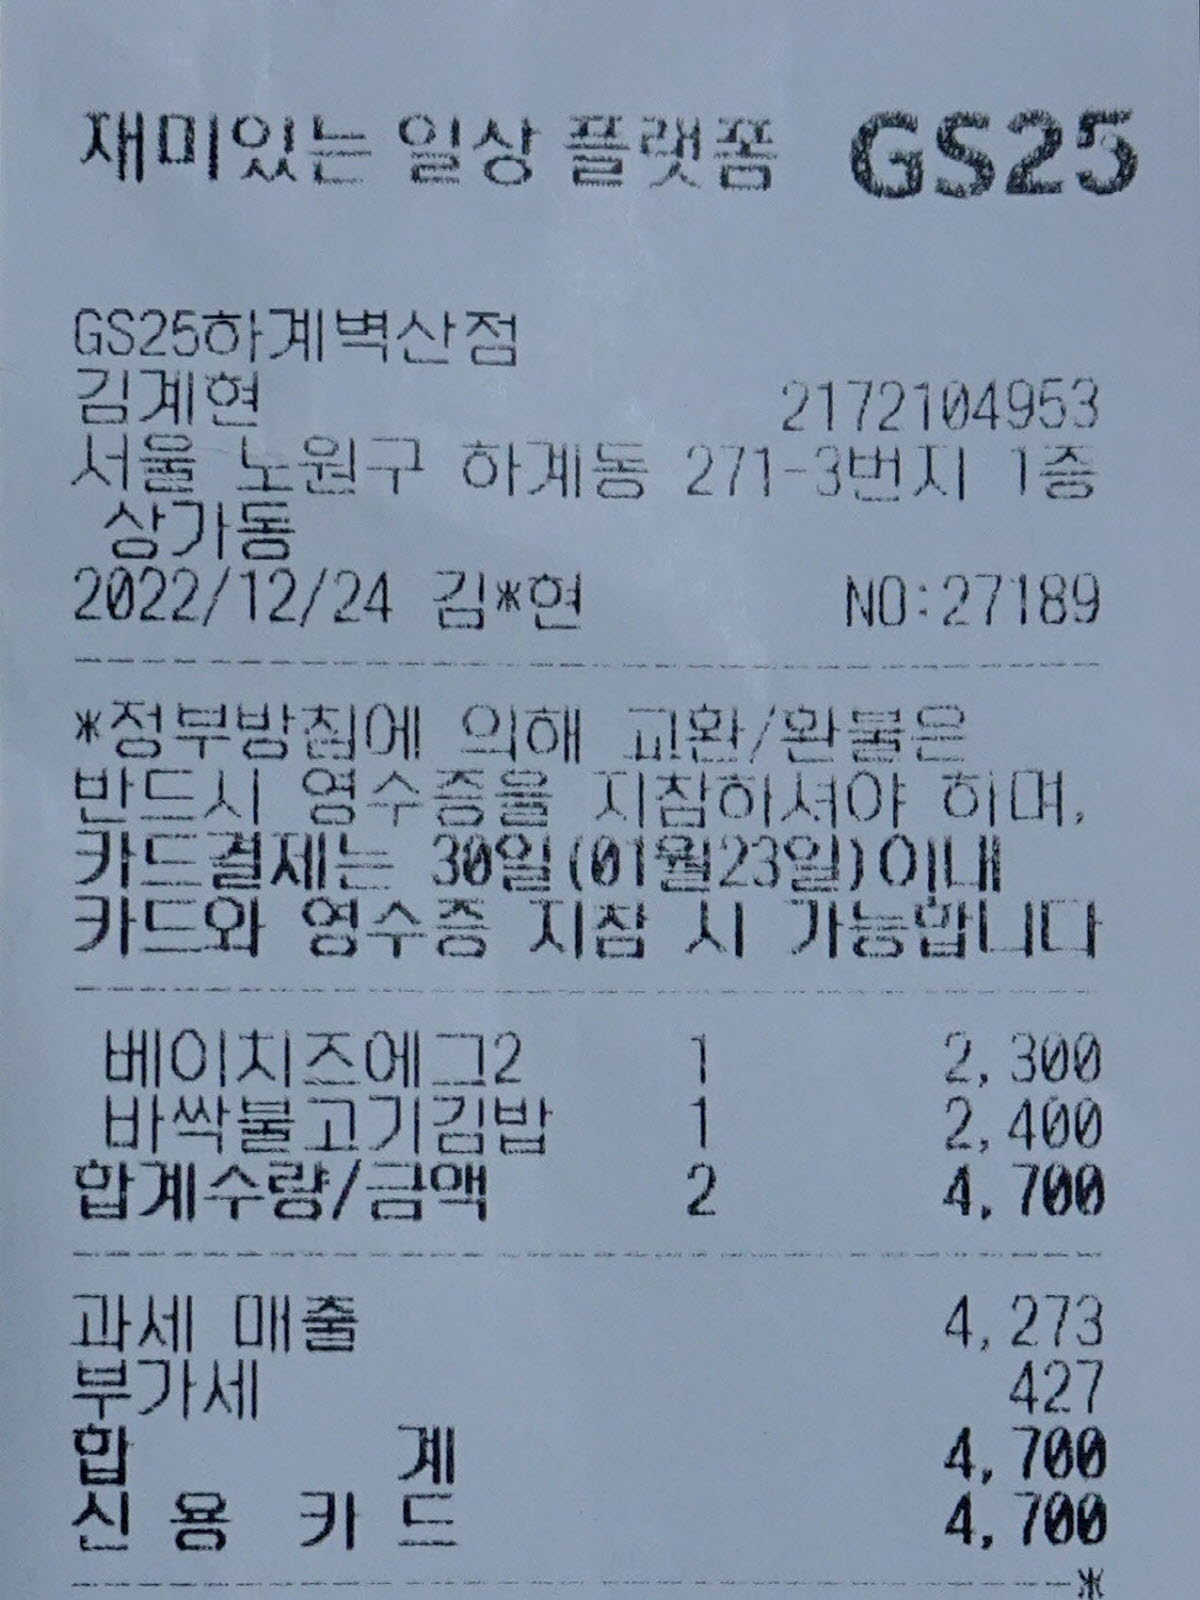 재미있는 일상 플랫폼 GS25
GS25하계벽산점
김계현 2172104953
서울 노원구 하계동 271-3번지 1층
상가동
2022/12/24 김*현 NO:27189
*정부방침에 의해 교환/환불은
반드시 영수증을 지참하셔야 하며,
카드결제는 30일(01월23일)이내
카드와 영수증 지참 시 가능합니다
베이치즈에그2 1 2,300
바싹불고기김밥 1 2,400
합계수량/금액 2 4,700
과세 매출 4,273
부가세 427
합 계 4,700
신 용 카 드 4,700
*